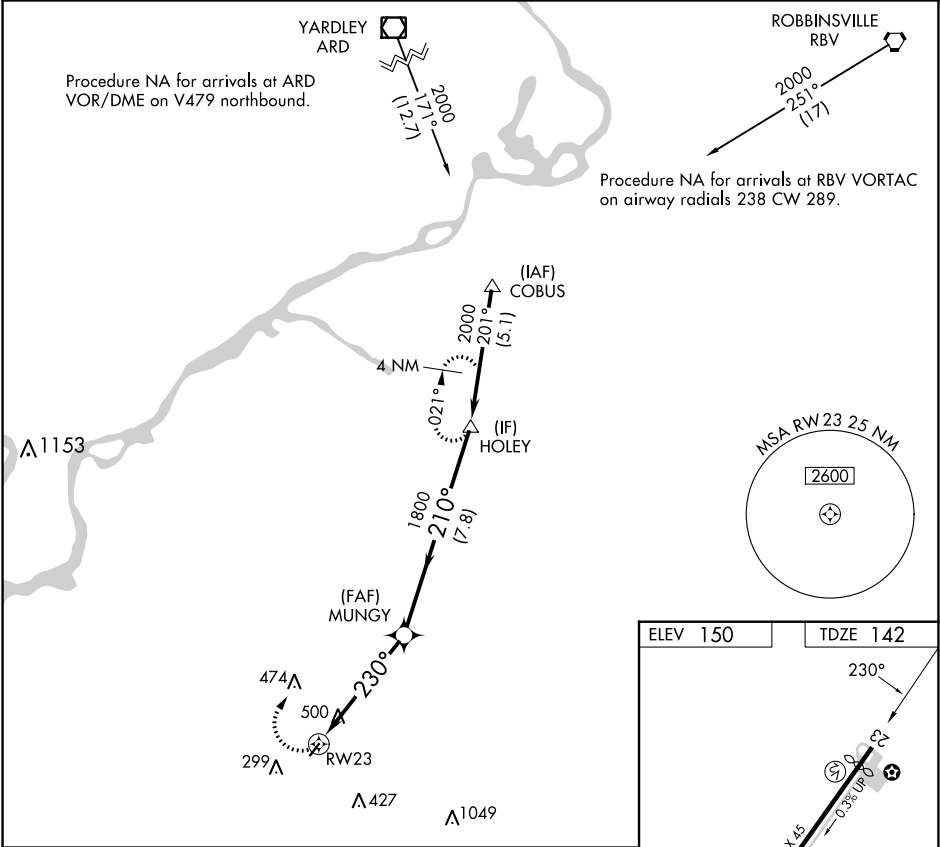 YARDLEY
ARD
ROBBINSVILLE
RBV
Procedure NA for arrivals at ARD
VOR/DME on V479 northbound.
2000
171°
(12.7)
2000
251°
(17)
Procedure NA for arrivals at RBV VORTAC
on airway radials 238 CW 289.
(IAF)
COBUS
2000
201°
(5.1)
4 NM
021°
(IF)
HOLEY
1153
MSA RW23 25 NM
2600
1800
210°
(7.8)
(FAF)
MUNGY
230°
474
500
RW23
299
427
1049
ELEV 150
TDZE 142
230°
23
0.3% UP
X 45